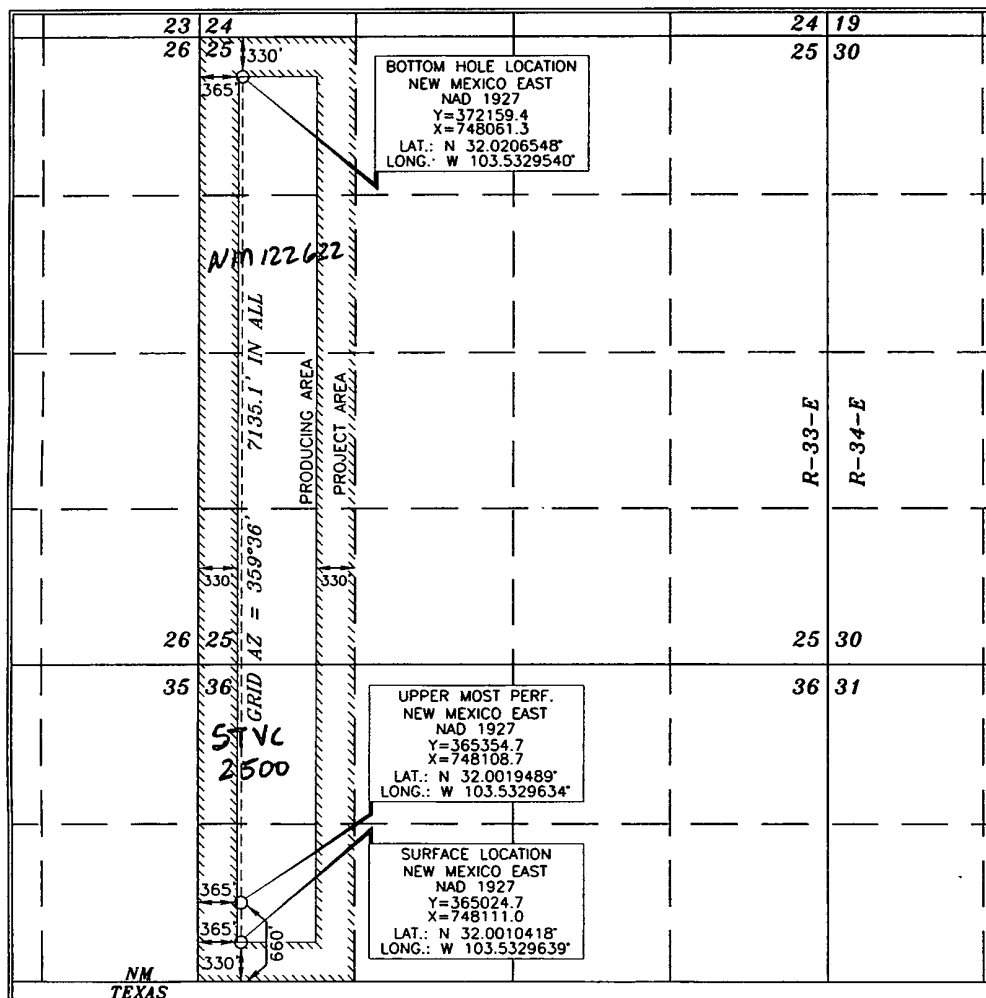 23 24
24 19
26 25
25 30
330'
365'
BOTTOM HOLE LOCATION
NEW MEXICO EAST
NAD 1927
Y=372159.4
X=748061.3
LAT.: N 32.0206548°
LONG.: W 103.5329540°
NM 122622
7135.1' IN ALL
PRODUCING AREA
PROJECT AREA
R-33-E
R-34-E
GRID AZ = 359°36'
330'
330'
26 25
25 30
35 36
36 31
UPPER MOST PERF.
NEW MEXICO EAST
NAD 1927
Y=365354.7
X=748108.7
LAT.: N 32.0019489°
LONG.: W 103.5329634°
STVC
2500
SURFACE LOCATION
NEW MEXICO EAST
NAD 1927
Y=365024.7
X=748111.0
LAT.: N 32.0010418°
LONG.: W 103.5329639°
365'
365'
660'
330'
NM
TEXAS